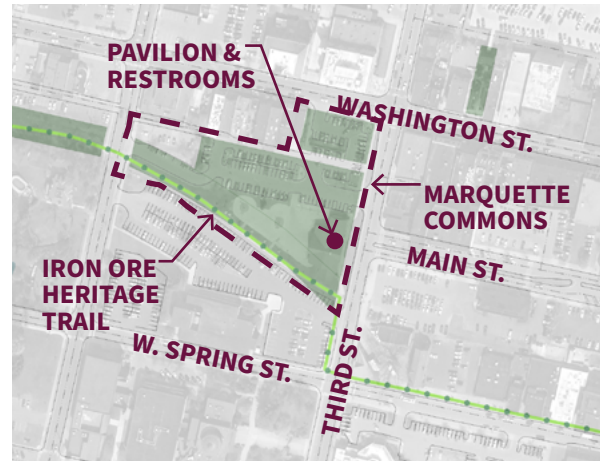 PAVILION &
RESTROOMS
WASHINGTON ST.
MARQUETTE
COMMONS
MAIN ST.
IRON ORE
HERITAGE
TRAIL
W. SPRING ST.
THIRD ST.